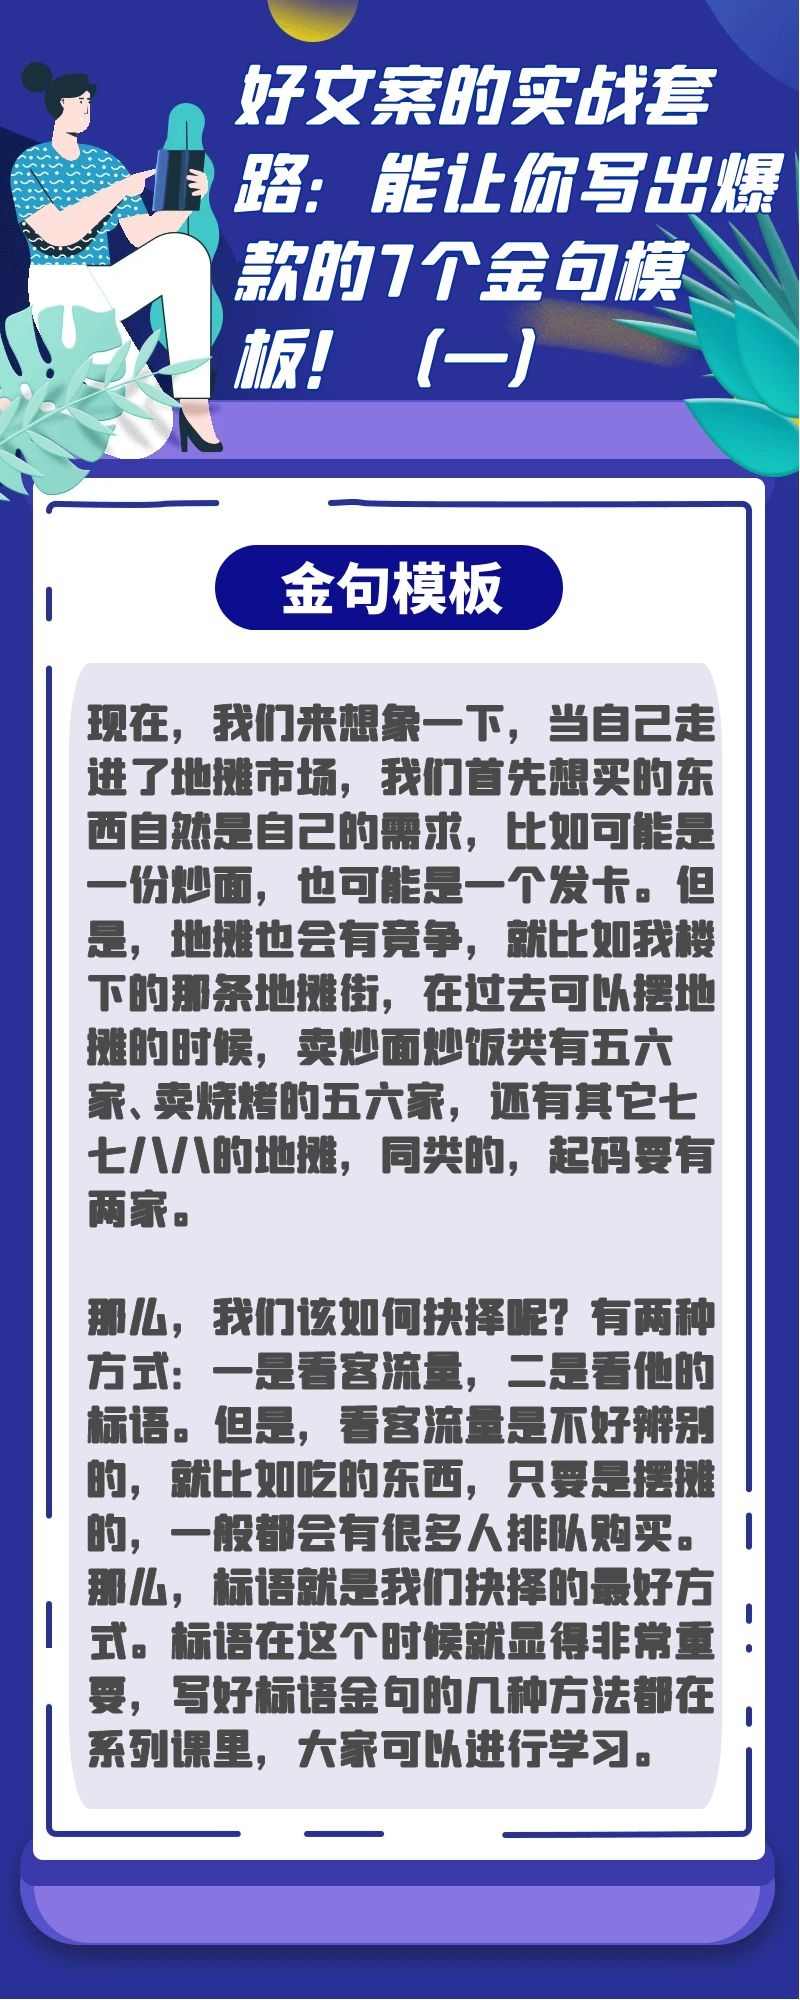 好文案的实战套
路：能让你写出爆
款的7个金句模
板！（一）
金句模板
现在，我们来想象一下，当自己走
进了地摊市场，我们首先想买的东
西自然是自己的需求，比如可能是
一份炒面，也可能是一个发卡。但
是，地摊也会有竞争，就比如我楼
下的那条地摊街，在过去可以摆地
摊的时候，卖炒面炒饭类有五六
家、卖烧烤的五六家，还有其它七
七八八的地摊，同类的，起码要有
两家。
那么，我们该如何抉择呢？有两种
方式：一是看客流量，二是看他的
标语。但是，看客流量是不好辨别
的，就比如吃的东西，只要是摆摊
的，一般都会有很多人排队购买。
那么，标语就是我们抉择的最好方
式。标语在这个时候就显得非常重
要，写好标语金句的几种方法都在
系列课里，大家可以进行学习。